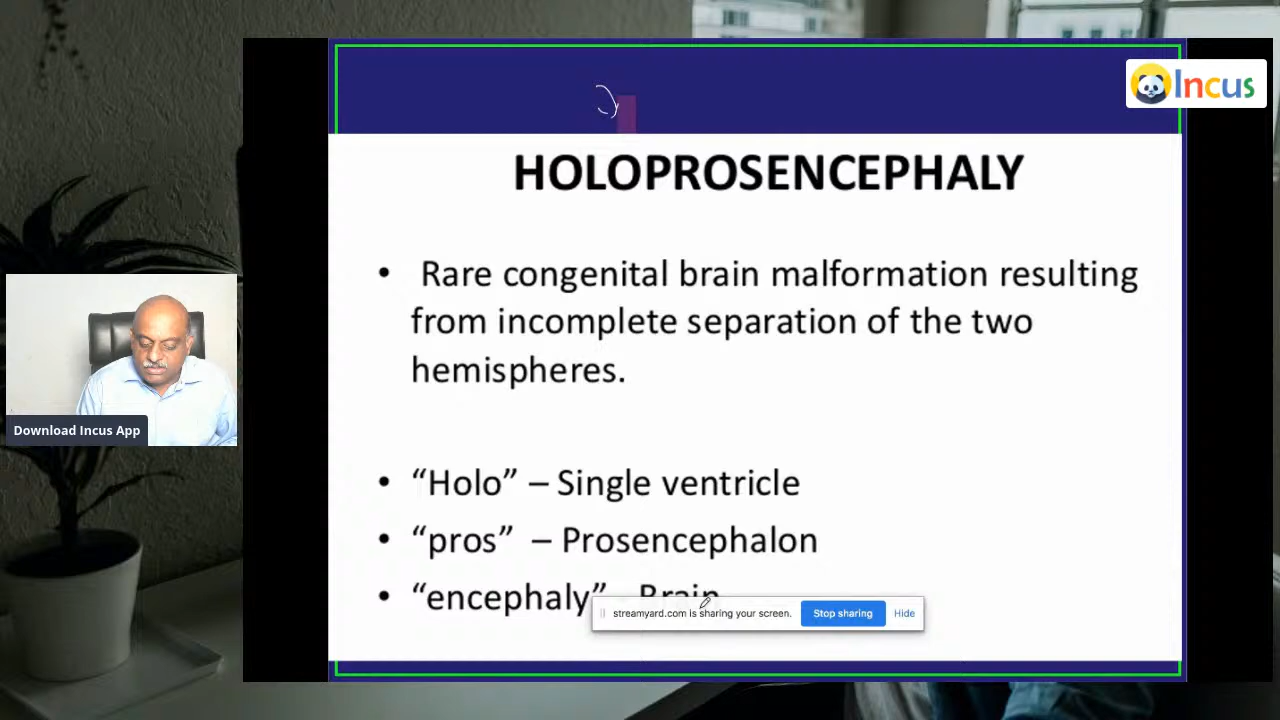 Incus
HOLOPROSENCEPHALY
• Rare congenital brain malformation resulting
from incomplete separation of the two
hemispheres.
• “Holo” – Single ventricle
• “pros” – Prosencephalon
• “encephaly” - Brain
streamyard.com is sharing your screen. Stop sharing Hide
Download Incus App